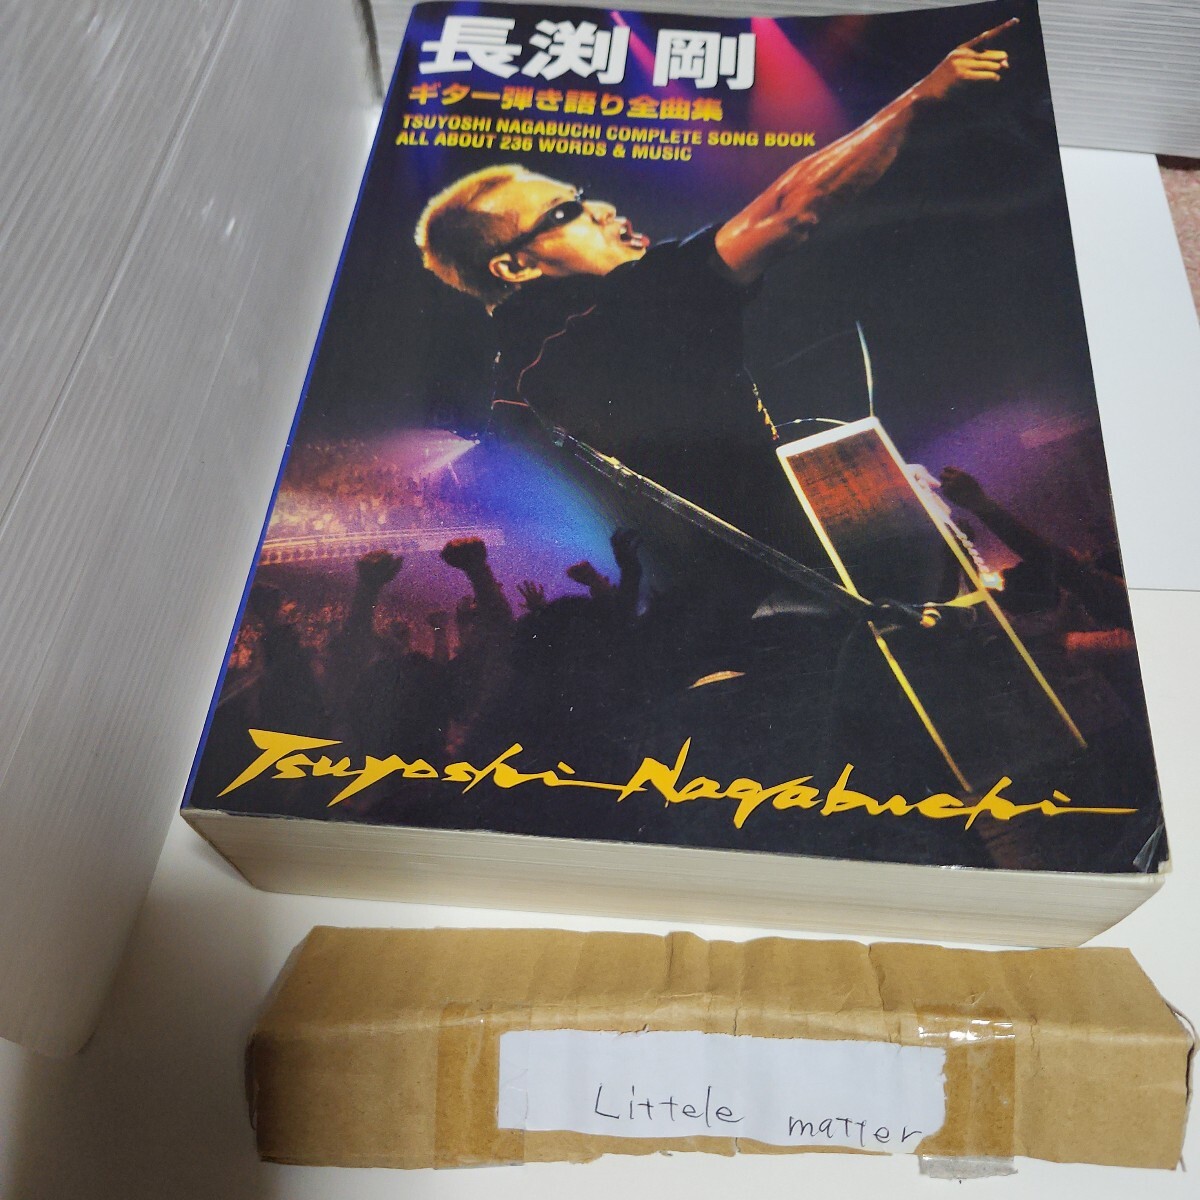 長渕 剛
ギター弾き語り全曲集
TSUYOSHI NAGABUCHI COMPLETE SONG BOOK
ALL ABOUT 236 WORDS & MUSIC
Tsuyoshi Nagabuchi
Littele matter